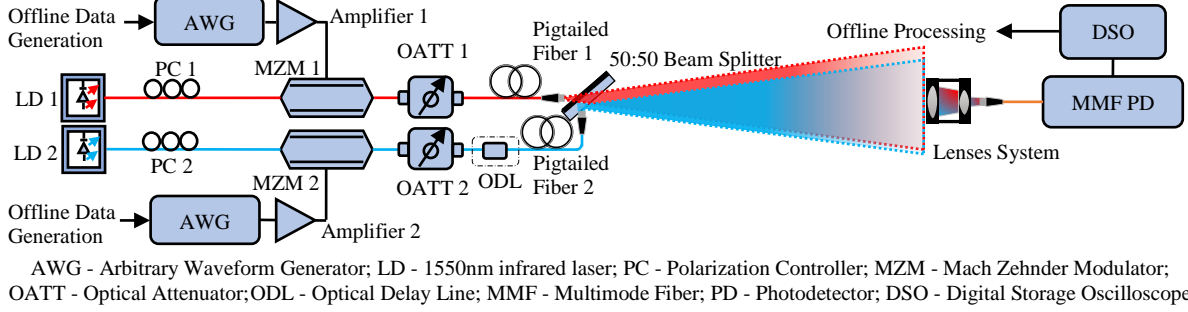 Offline Data
Generation
AWG
Amplifier 1
OATT 1
Pigtailed
Fiber 1
50:50 Beam Splitter
Offline Processing
DSO
PC 1
MZM 1
LD 1
MMF PD
LD 2
PC 2
MZM 2
OATT 2
ODL
Pigtailed
Fiber 2
Lenses System
Offline Data
Generation
AWG
Amplifier 2
AWG - Arbitrary Waveform Generator; LD - 1550nm infrared laser; PC - Polarization Controller; MZM - Mach Zehnder Modulator;
OATT - Optical Attenuator;ODL - Optical Delay Line; MMF - Multimode Fiber; PD - Photodetector; DSO - Digital Storage Oscilloscope